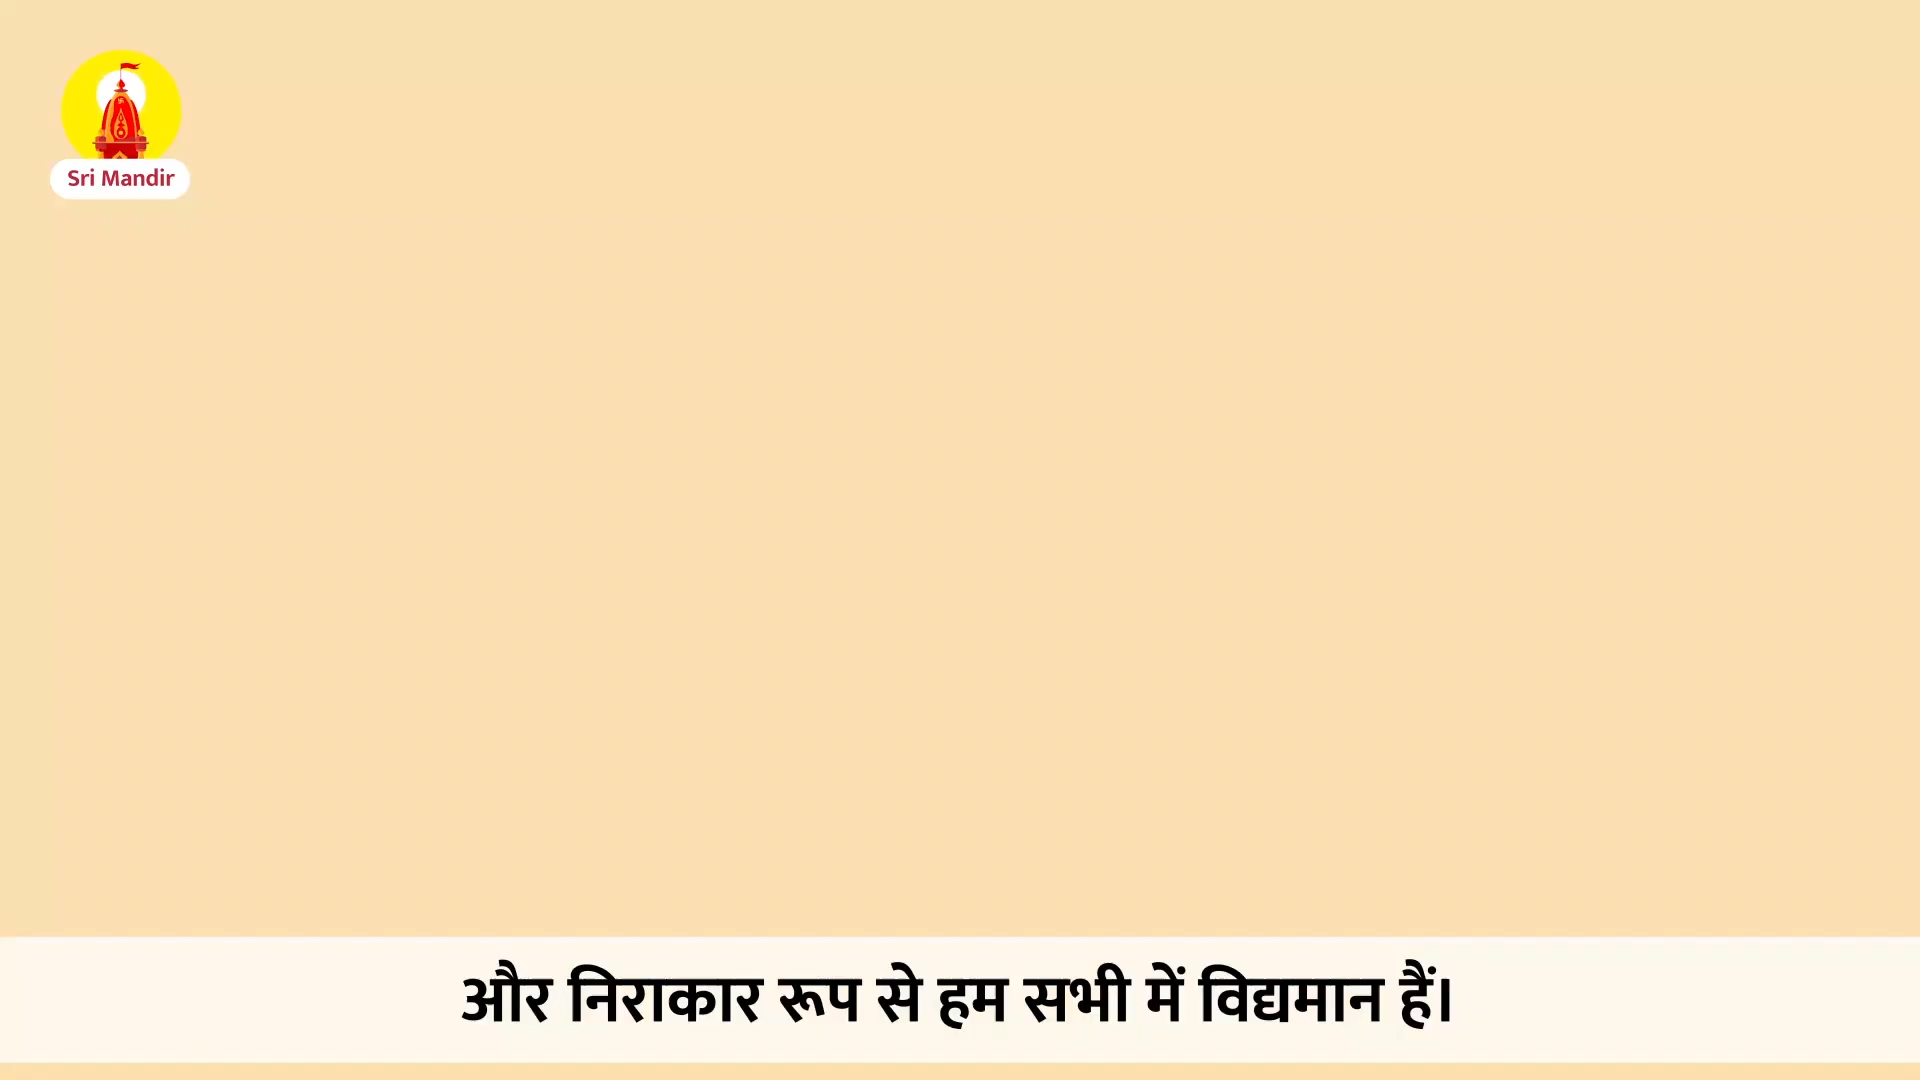 Sri Mandir
और निराकार रूप से हम सभी में विद्यमान हैं।